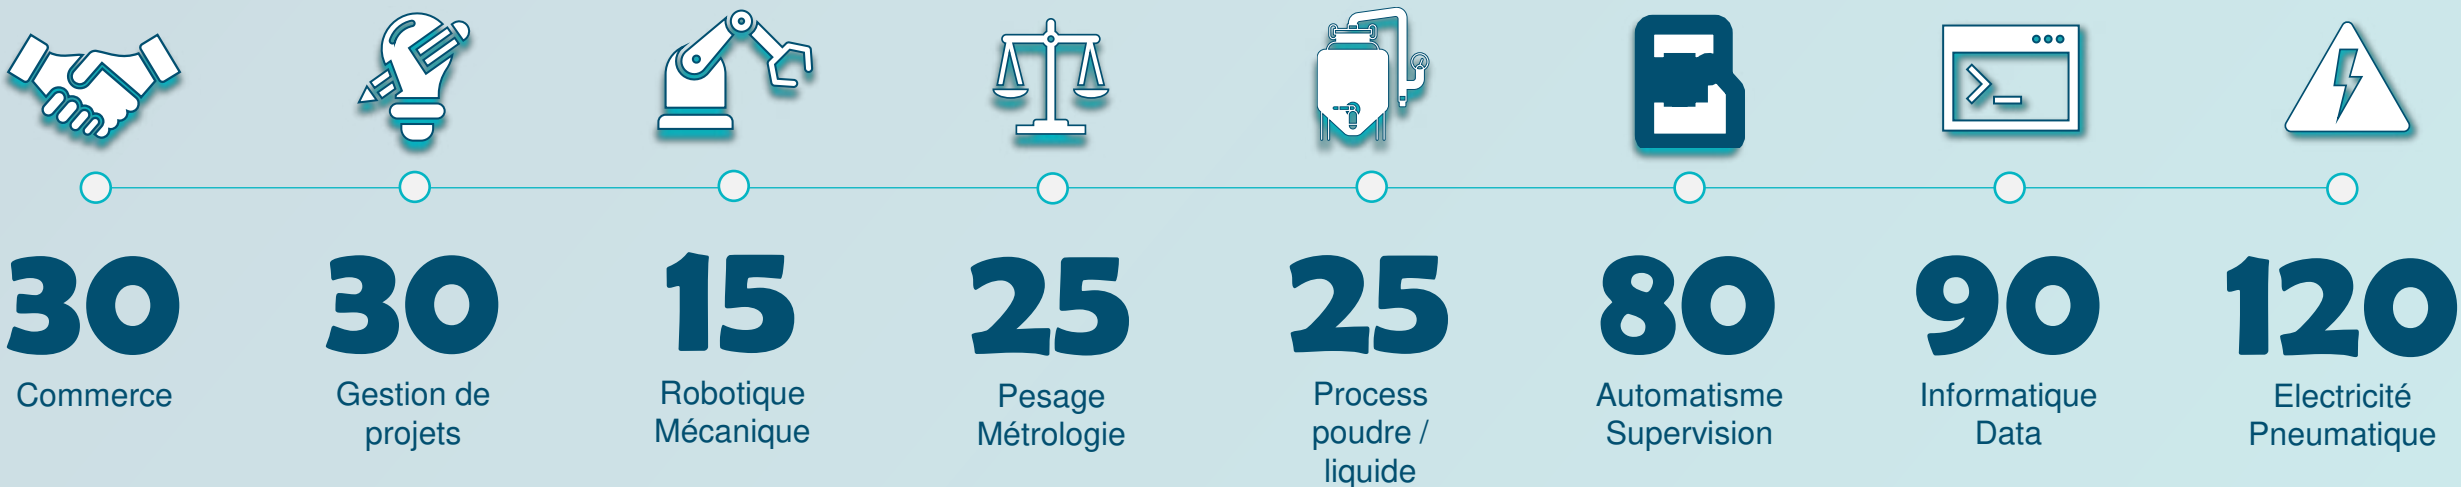 30
Commerce
30
Gestion de
projets
15
Robotique
Mécanique
25
Pesage
Métrologie
25
Process
poudre /
liquide
80
Automatisme
Supervision
90
Informatique
Data
120
Electricité
Pneumatique